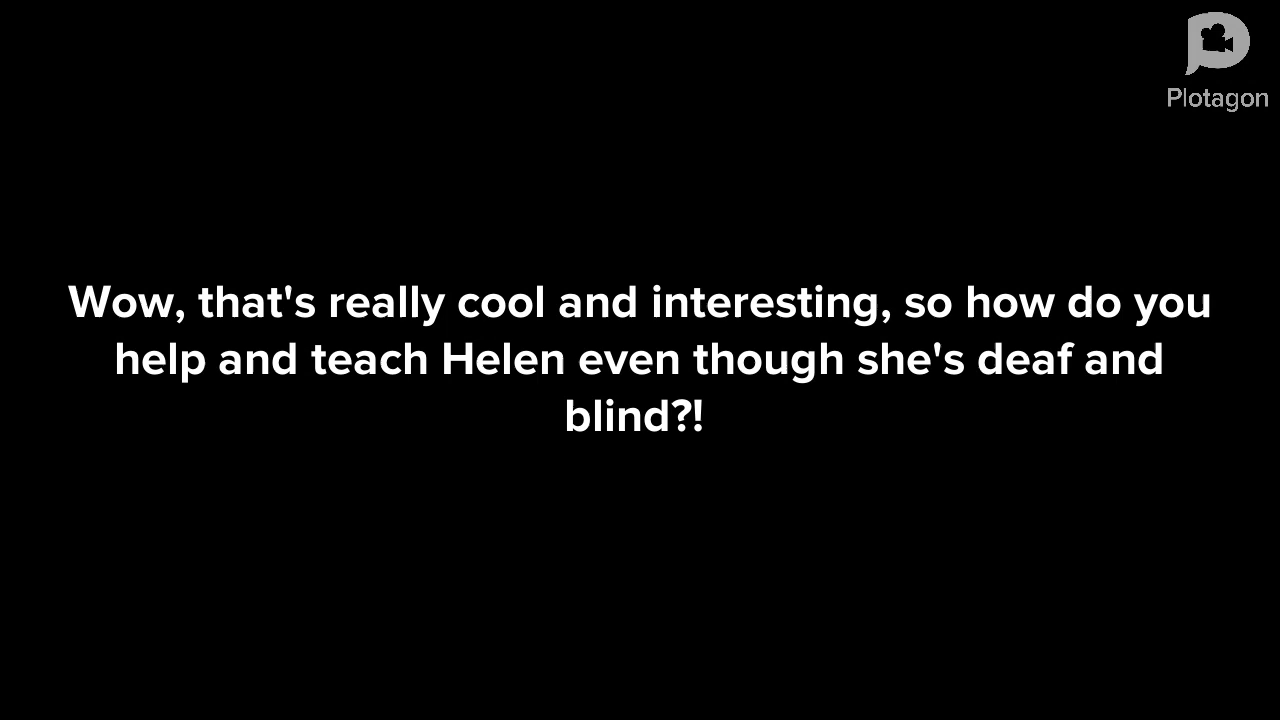 Plotagon
Wow, that's really cool and interesting, so how do you
help and teach Helen even though she's deaf and
blind?!